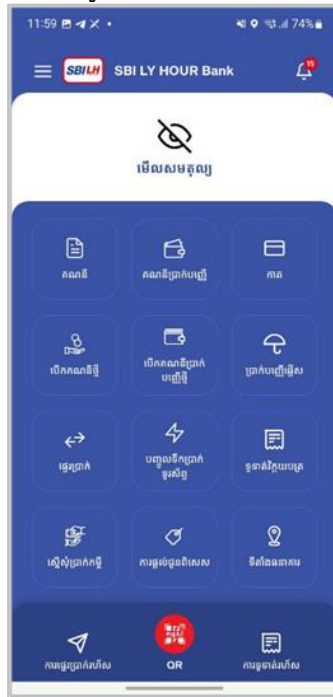 11:59
74%
SBILH SBI LY HOUR Bank
15
មើលសមតុល្យ
គណនី
គណនីប្រាក់បញ្ញើ
កាត
បើកគណនីថ្មី
បើកគណនីប្រាក់
បញ្ញើថ្មី
ប្រាក់បញ្ញើផ្ញើស
ផ្ទេរប្រាក់
បញ្ចូលទឹកប្រាក់
ទូរស័ព្ទ
ទូទាត់វិក្កយបត្រ
ស្នើសុំប្រាក់កម្ចី
ការផ្តល់ជូនពិសេស
ទីតាំងធនាគារ
ការផ្ទេរប្រាក់រហ័ស
QR
ការទូទាត់រហ័ស